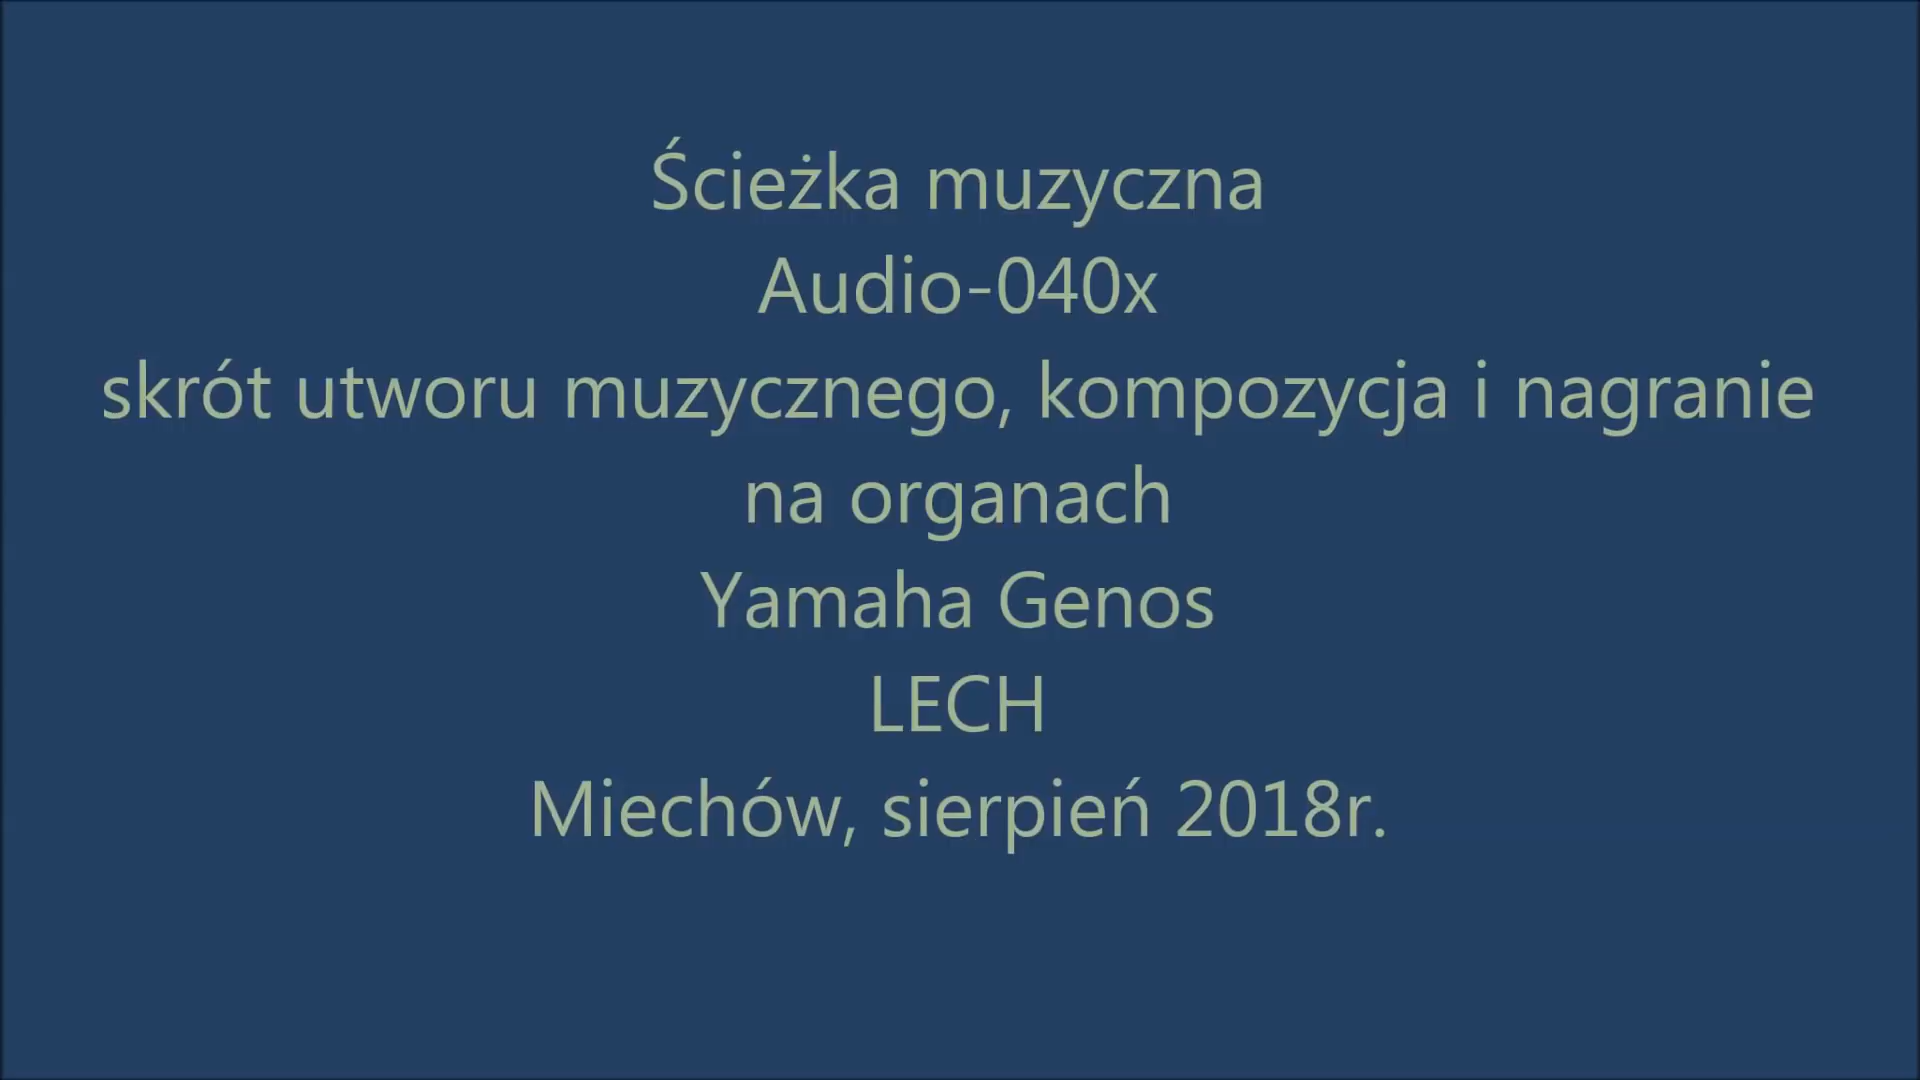 Ścieżka muzyczna
Audio-040x
skrót utworu muzycznego, kompozycja i nagranie
na organach
Yamaha Genos
LECH
Miechów, sierpień 2018r.